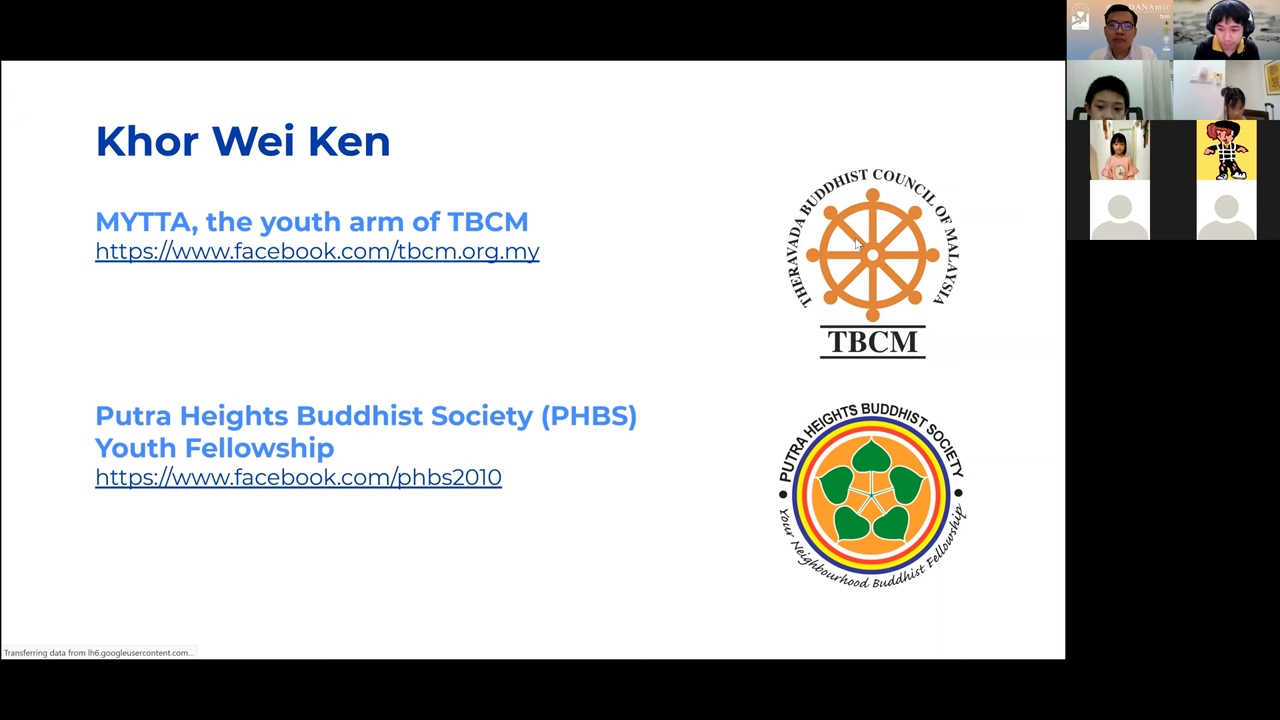 Khor Wei Ken
MYTTA, the youth arm of TBCM
https://www.facebook.com/tbcm.org.my
THERAVADA BUDDHIST COUNCIL OF MALAYSIA
TBCM
Putra Heights Buddhist Society (PHBS)
Youth Fellowship
https://www.facebook.com/phbs2010
PUTRA HEIGHTS BUDDHIST SOCIETY
Your Neighbourhood Buddhist Fellowship
Transferring data from lh6.googleusercontent.com...